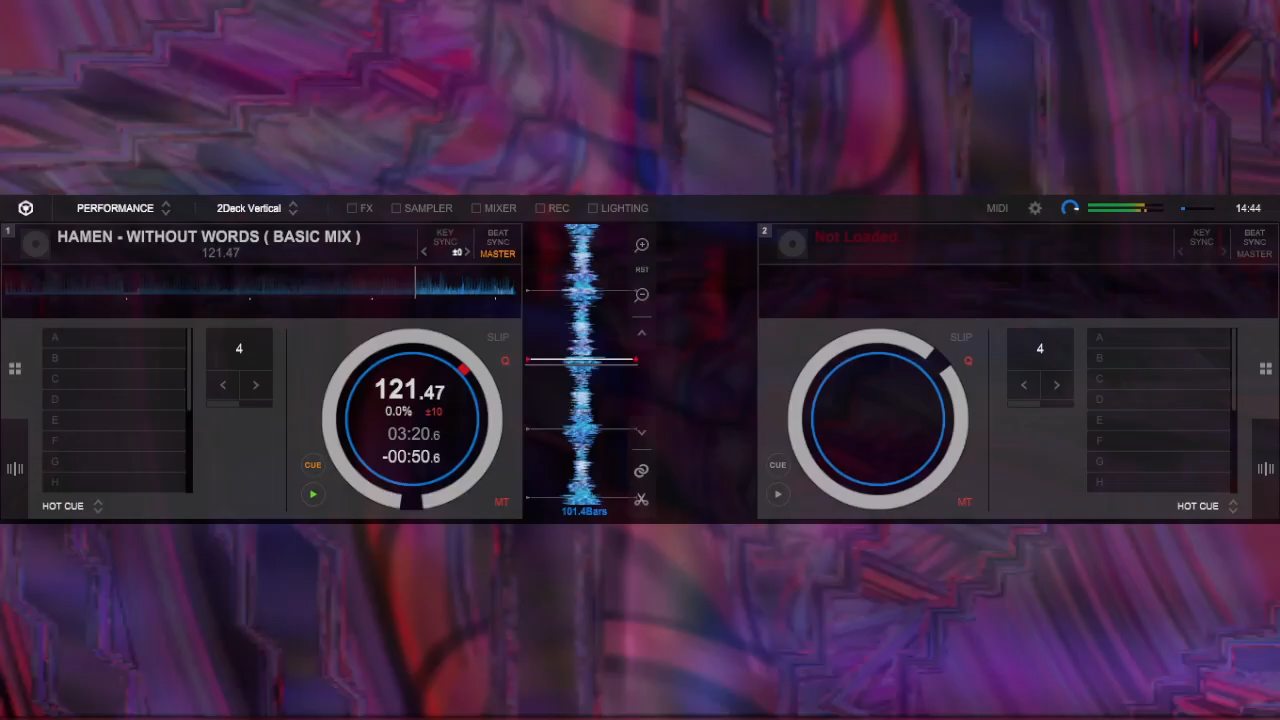 PERFORMANCE 2Deck Vertical FX SAMPLER MIXER REC LIGHTING MIDI 14:44
1 HAMEN - WITHOUT WORDS ( BASIC MIX )
121.47
KEY SYNC
±0
BEAT SYNC
MASTER
RST
2 Not Loaded
KEY SYNC
BEAT SYNC
MASTER
A
B
C
D
E
F
G
H
HOT CUE
4
SLIP
Q
121.47
0.0% ±10
03:20.6
-00:50.6
CUE
MT
101.4Bars
SLIP
Q
CUE
MT
4
A
B
C
D
E
F
G
H
HOT CUE